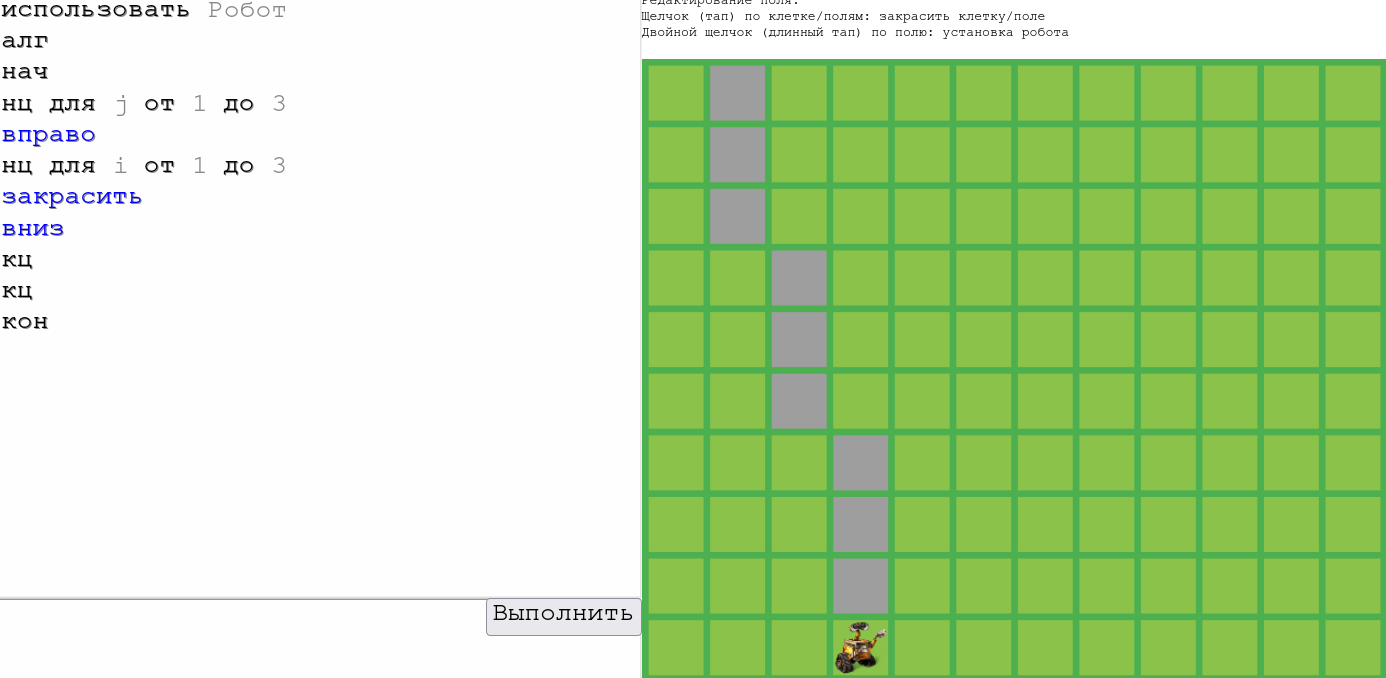 использовать Робот
алг
нач
нц для j от 1 до 3
вправо
нц для i от 1 до 3
закрасить
вниз
кц
кц
кон
Выполнить
Редактирование поля:
Щелчок (тап) по клетке/полям: закрасить клетку/поле
Двойной щелчок (длинный тап) по полю: установка робота